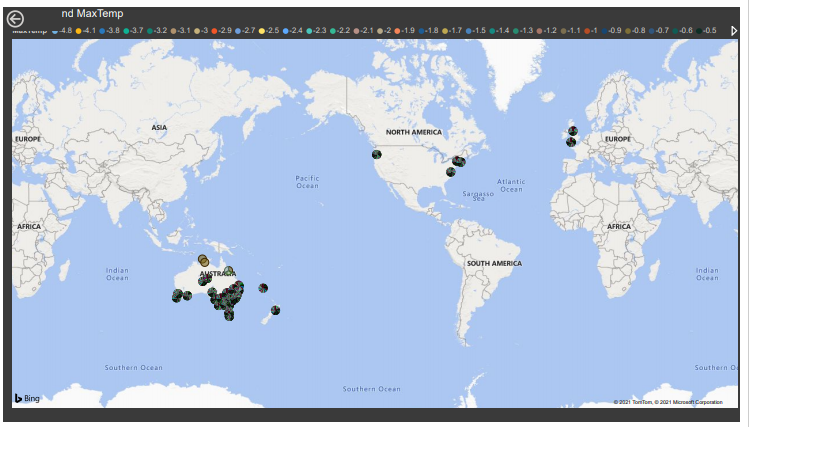 nd MaxTemp
MaxTemp -4.8 -4.1 -3.8 -3.7 -3.2 -3.1 -3 -2.9 -2.7 -2.5 -2.4 -2.3 -2.2 -2.1 -2 -1.9 -1.8 -1.7 -1.5 -1.4 -1.3 -1.2 -1.1 -1 -0.9 -0.8 -0.7 -0.6 -0.5
ASIA
NORTH AMERICA
EUROPE
EUROPE
Pacific
Ocean
Atlantic
Ocean
Sargasso
Sea
AFRICA
AFRICA
SOUTH AMERICA
Indian
Ocean
AUSTRALIA
Indian
Ocean
Southern Ocean
Southern O
Southern Ocean
Bing
© 2021 TomTom, © 2021 Microsoft Corporation